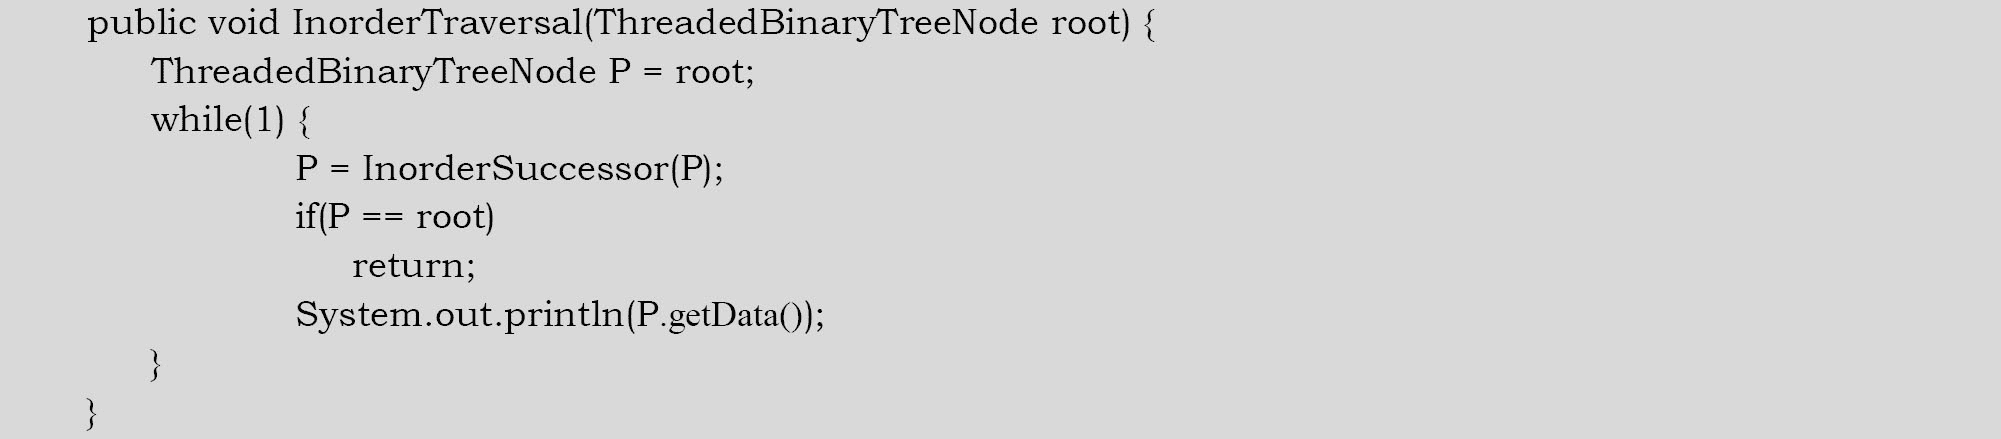 public void InorderTraversal(ThreadedBinaryTreeNode root) {
ThreadedBinaryTreeNode P = root;
while(1) {
P = InorderSuccessor(P);
if(P == root)
return;
System.out.println(P.getData());
}
}